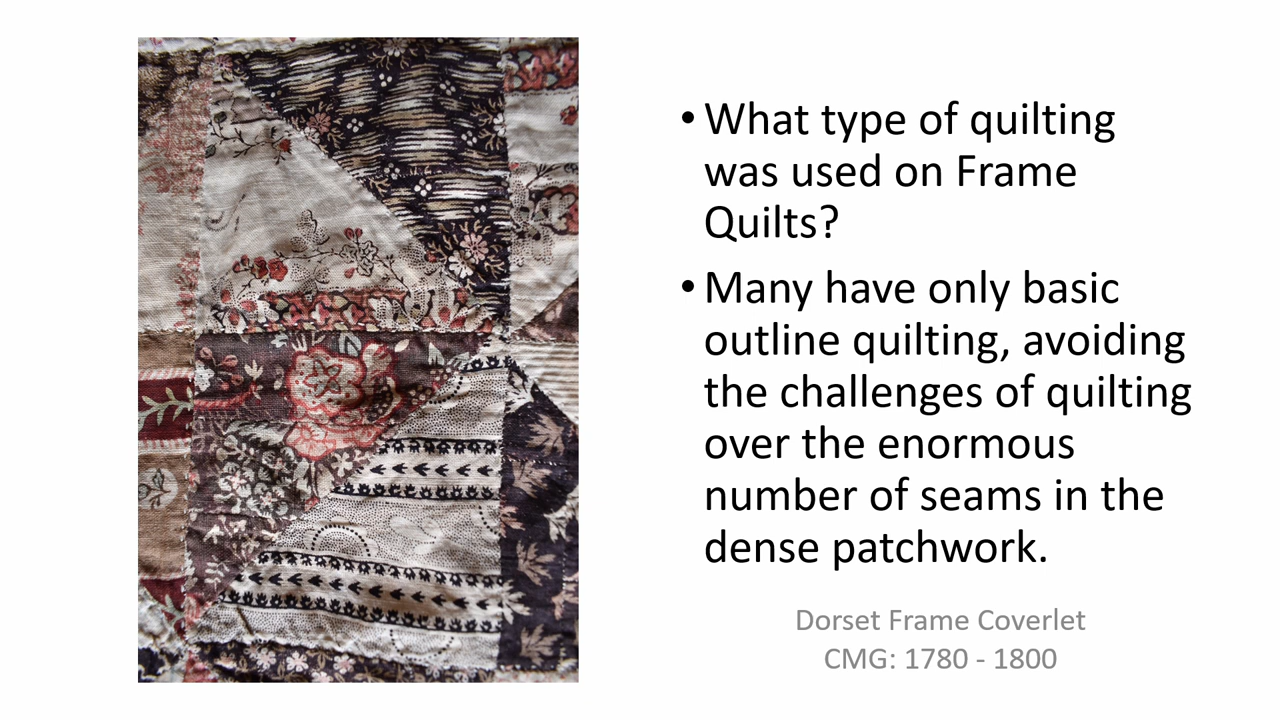 • What type of quilting
was used on Frame
Quilts?
• Many have only basic
outline quilting, avoiding
the challenges of quilting
over the enormous
number of seams in the
dense patchwork.
Dorset Frame Coverlet
CMG: 1780 - 1800